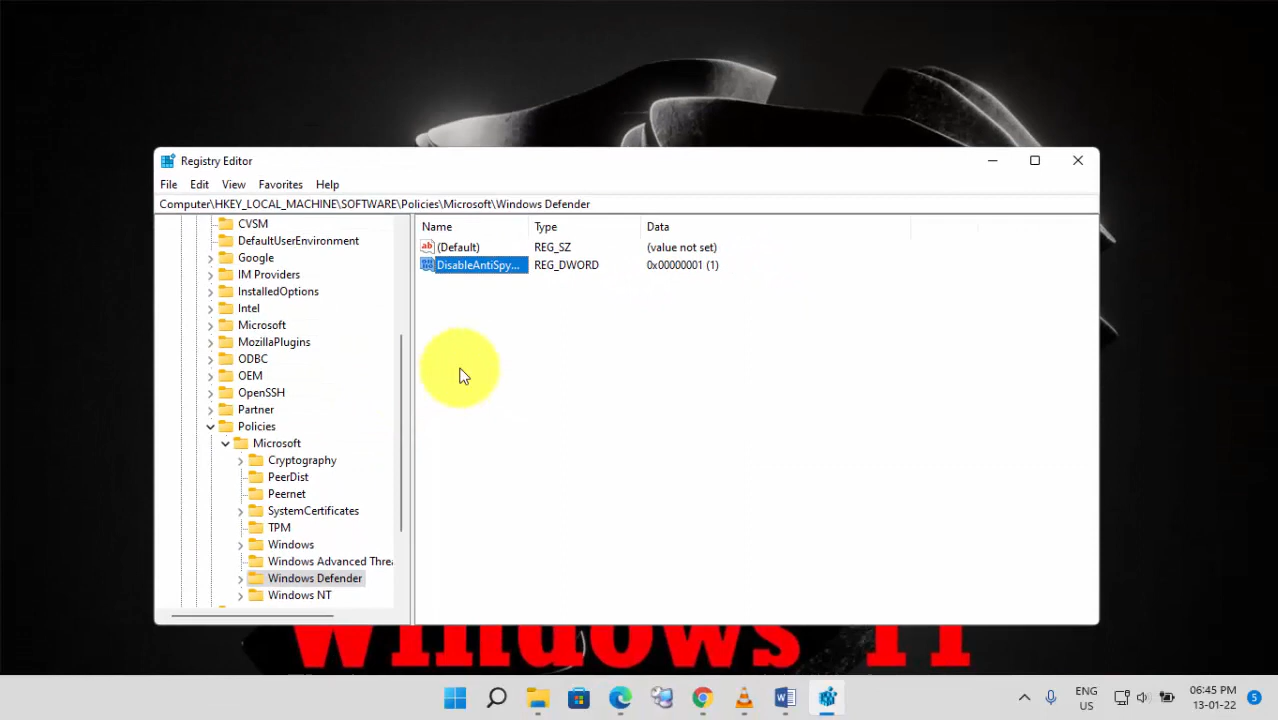 Registry Editor
File Edit View Favorites Help
Computer\HKEY_LOCAL_MACHINE\SOFTWARE\Policies\Microsoft\Windows Defender
CVSM
DefaultUserEnvironment
Google
IM Providers
InstalledOptions
Intel
Microsoft
MozillaPlugins
ODBC
OEM
OpenSSH
Partner
Policies
Microsoft
Cryptography
PeerDist
Peernet
SystemCertificates
TPM
Windows
Windows Advanced Threa
Windows Defender
Windows NT
Name Type Data
(Default) REG_SZ (value not set)
DisableAntiSpy... REG_DWORD 0x00000001 (1)
Windows 11
ENG 06:45 PM
US 13-01-22
5